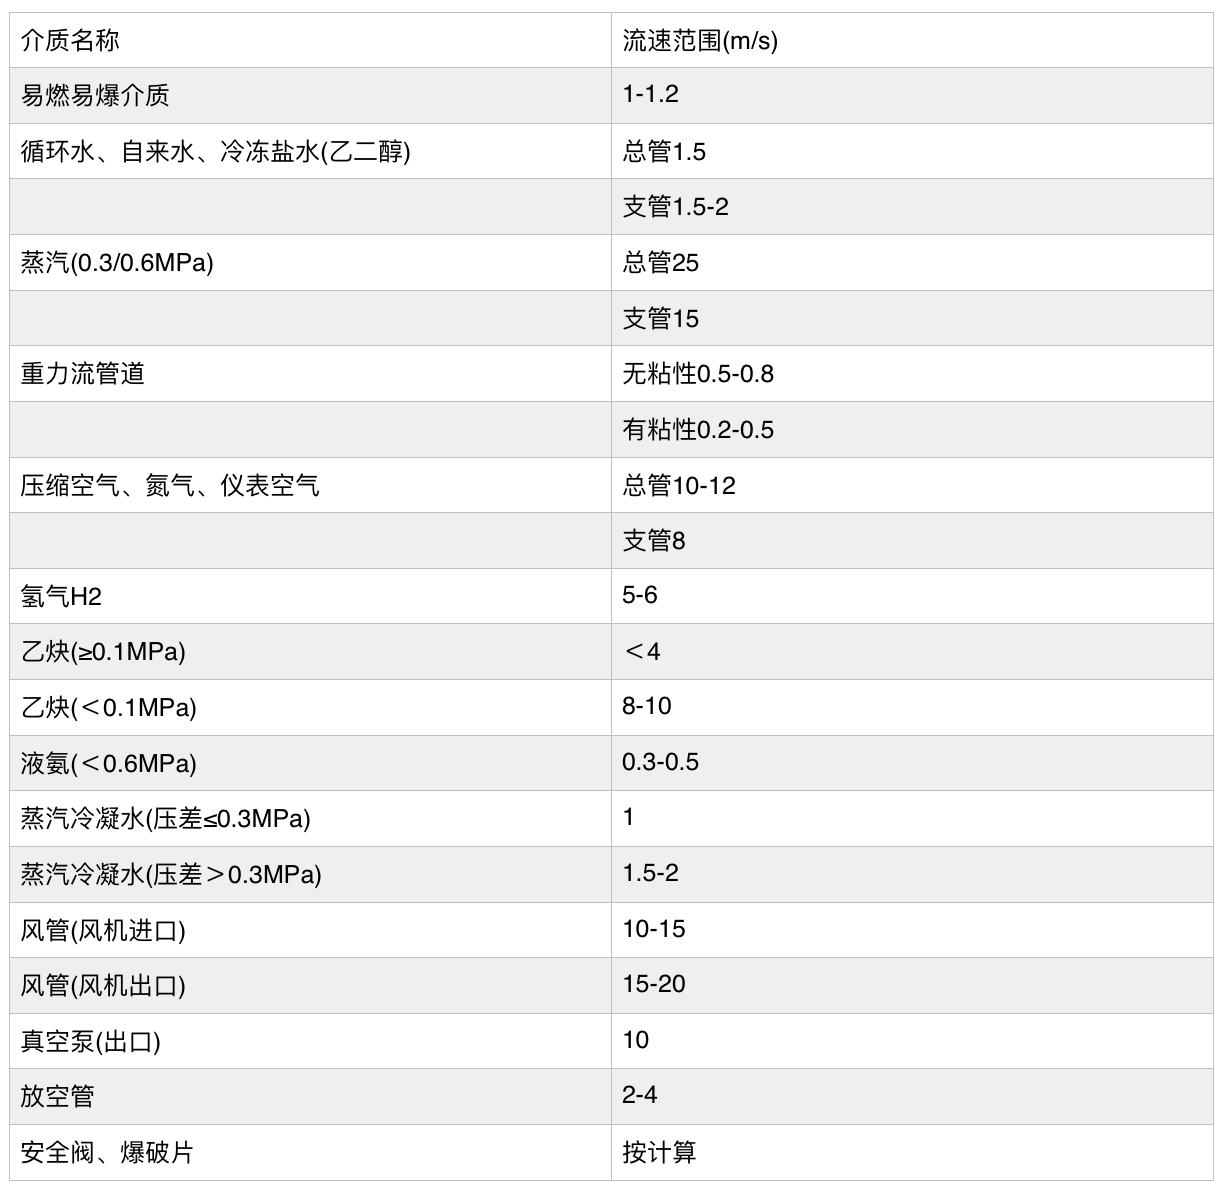 介质名称 流速范围(m/s)
易燃易爆介质 1-1.2
循环水、自来水、冷冻盐水(乙二醇) 总管1.5
支管1.5-2
蒸汽(0.3/0.6MPa) 总管25
支管15
重力流管道 无粘性0.5-0.8
有粘性0.2-0.5
压缩空气、氮气、仪表空气 总管10-12
支管8
氢气H2 5-6
乙炔(≥0.1MPa) ＜4
乙炔(＜0.1MPa) 8-10
液氨(＜0.6MPa) 0.3-0.5
蒸汽冷凝水(压差≤0.3MPa) 1
蒸汽冷凝水(压差＞0.3MPa) 1.5-2
风管(风机进口) 10-15
风管(风机出口) 15-20
真空泵(出口) 10
放空管 2-4
安全阀、爆破片 按计算